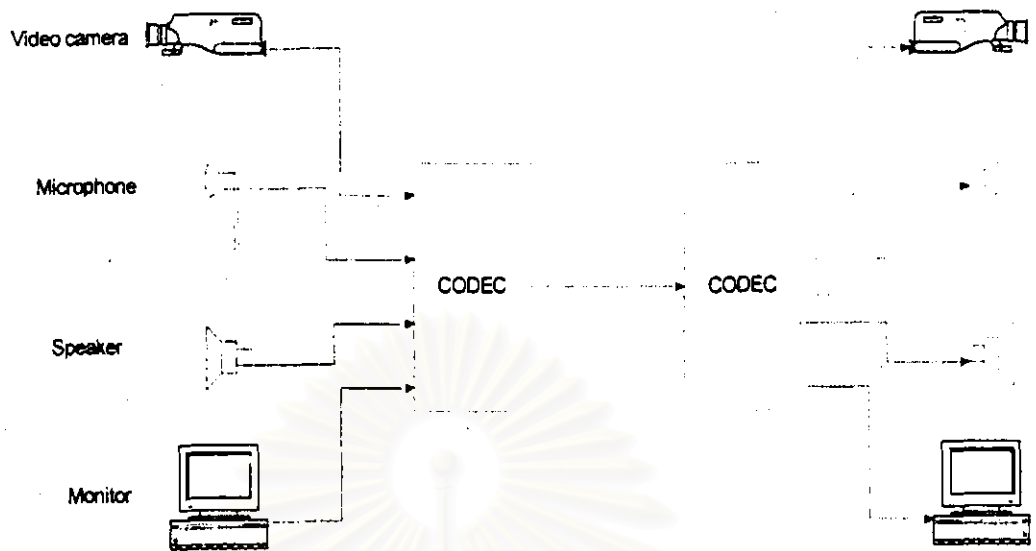 Video camera
Microphone
CODEC
CODEC
Speaker
Monitor